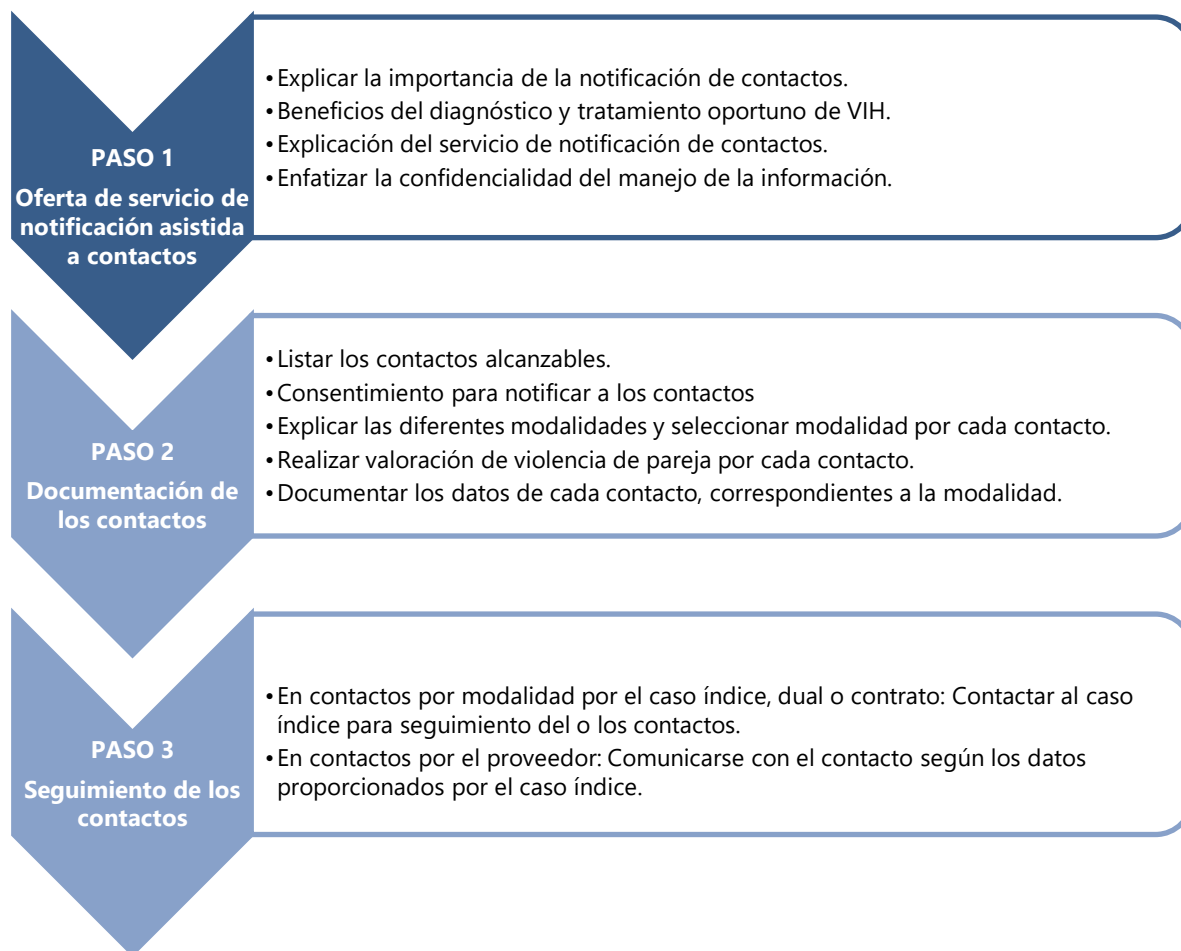 PASO 1
Oferta de servicio de
notificación asistida
a contactos
•Explicar la importancia de la notificación de contactos.
•Beneficios del diagnóstico y tratamiento oportuno de VIH.
•Explicación del servicio de notificación de contactos.
•Enfatizar la confidencialidad del manejo de la información.
PASO 2
Documentación de
los contactos
•Listar los contactos alcanzables.
•Consentimiento para notificar a los contactos
•Explicar las diferentes modalidades y seleccionar modalidad por cada contacto.
•Realizar valoración de violencia de pareja por cada contacto.
•Documentar los datos de cada contacto, correspondientes a la modalidad.
PASO 3
Seguimiento de los
contactos
•En contactos por modalidad por el caso índice, dual o contrato: Contactar al caso
índice para seguimiento del o los contactos.
•En contactos por el proveedor: Comunicarse con el contacto según los datos
proporcionados por el caso índice.